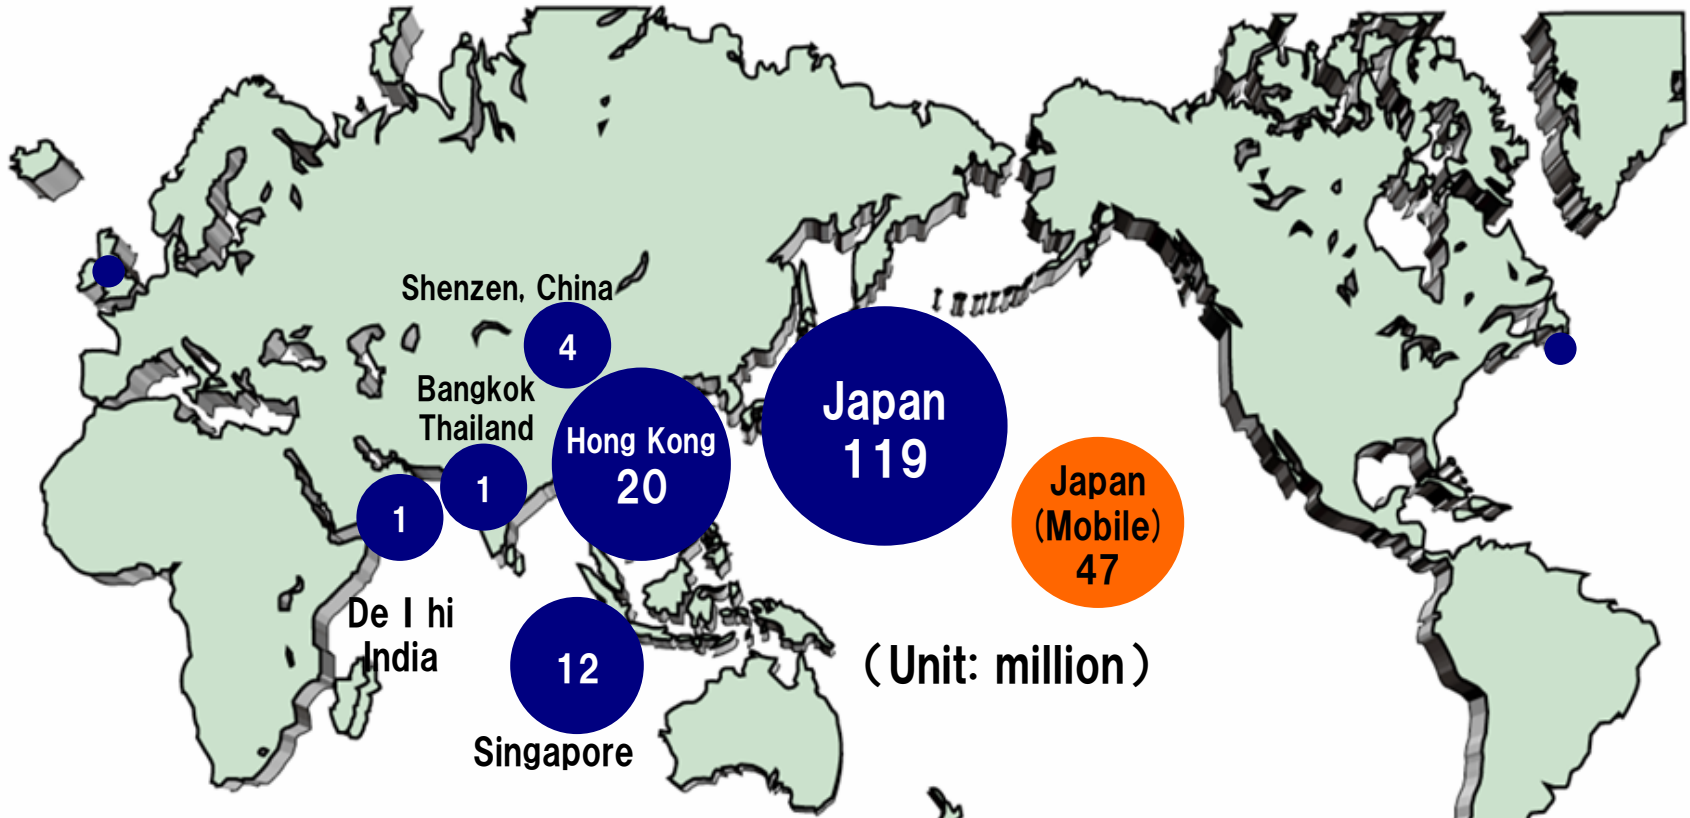 Shenzen, China
4
Bangkok
Thailand
1
Hong Kong
20
Japan
119
Japan
(Mobile)
47
1
De l hi
India
12
Singapore
(Unit: million)